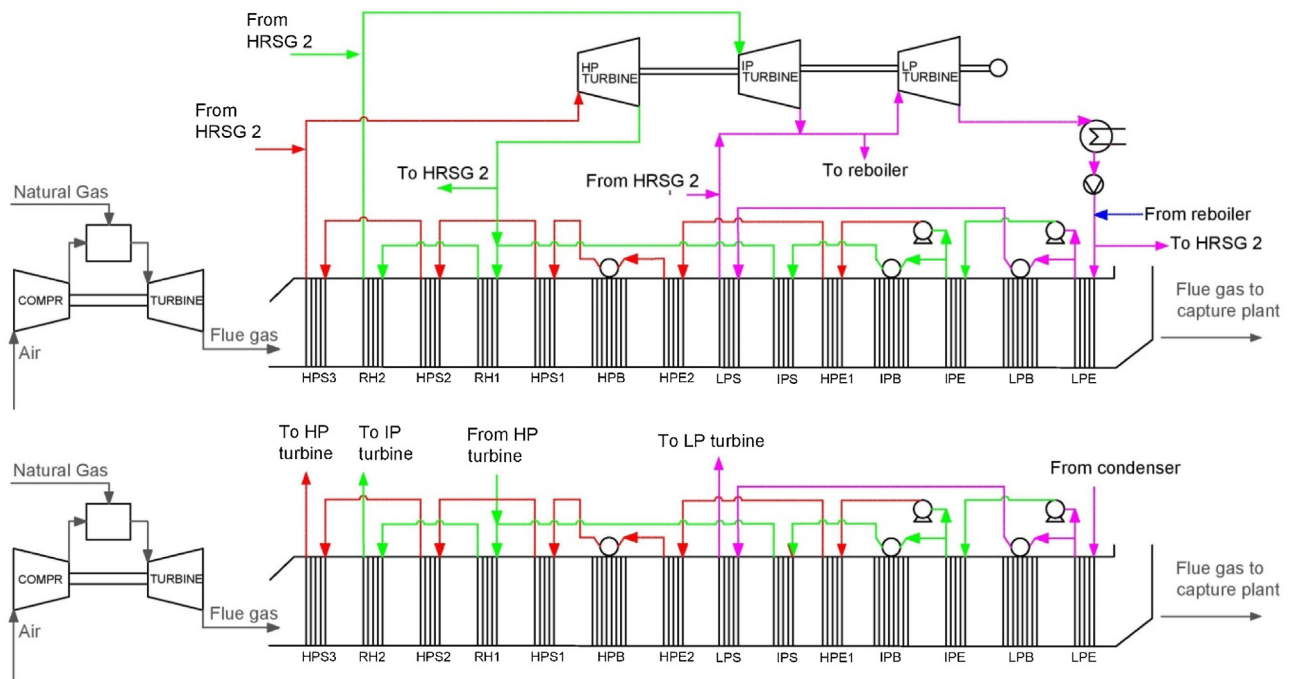 From
HRSG 2
From
HRSG 2
HP
TURBINE
IP
TURBINE
LP
TURBINE
To HRSG 2
From HRSG 2
To reboiler
From reboiler
To HRSG 2
Natural Gas
COMPR
TURBINE
Flue gas
Air
Flue gas to
capture plant
HPS3 RH2 HPS2 RH1 HPS1 HPB HPE2 LPS IPS HPE1 IPB IPE LPB LPE
To HP
turbine
To IP
turbine
From HP
turbine
To LP turbine
From condenser
Natural Gas
COMPR
TURBINE
Flue gas
Air
Flue gas to
capture plant
HPS3 RH2 HPS2 RH1 HPS1 HPB HPE2 LPS IPS HPE1 IPB IPE LPB LPE